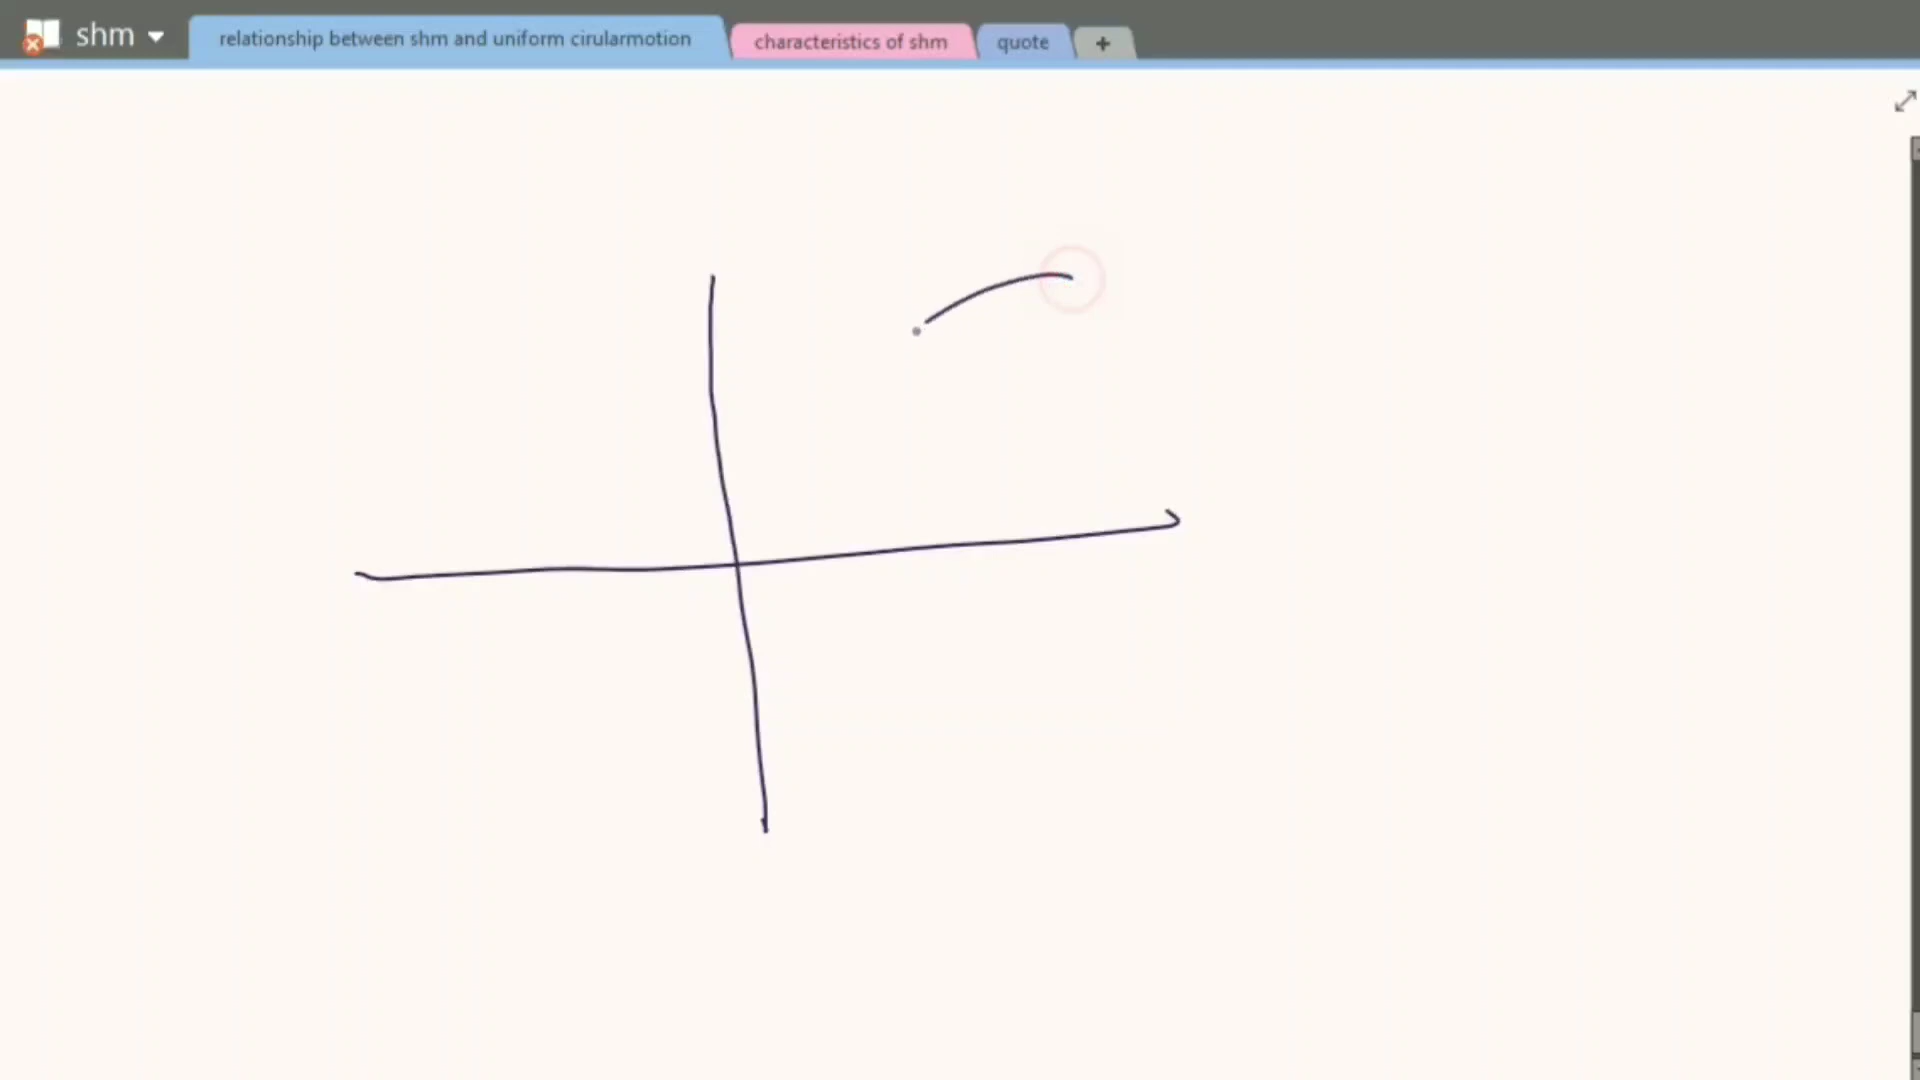 shm
relationship between shm and uniform cirularmotion
characteristics of shm
quote
+